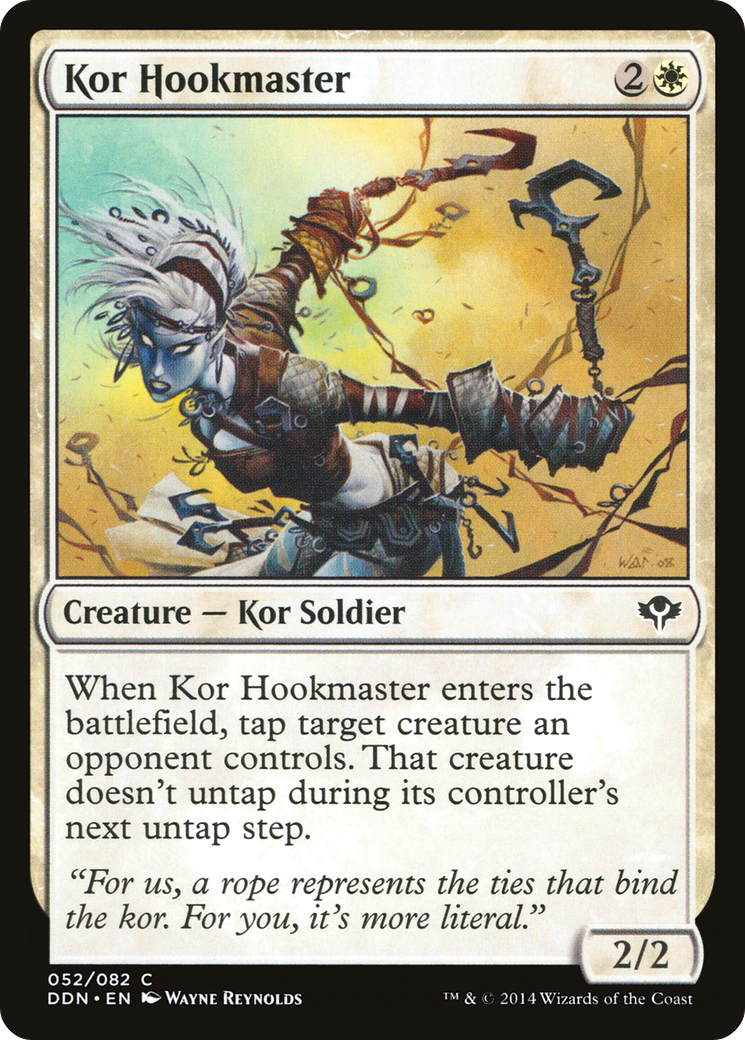 Kor Hookmaster 2
WAR.08
Creature — Kor Soldier
When Kor Hookmaster enters the
battlefield, tap target creature an
opponent controls. That creature
doesn't untap during its controller's
next untap step.
"For us, a rope represents the ties that bind
the kor. For you, it's more literal."
2/2
052/082 C
DDN • EN Wayne Reynolds ™ & © 2014 Wizards of the Coast